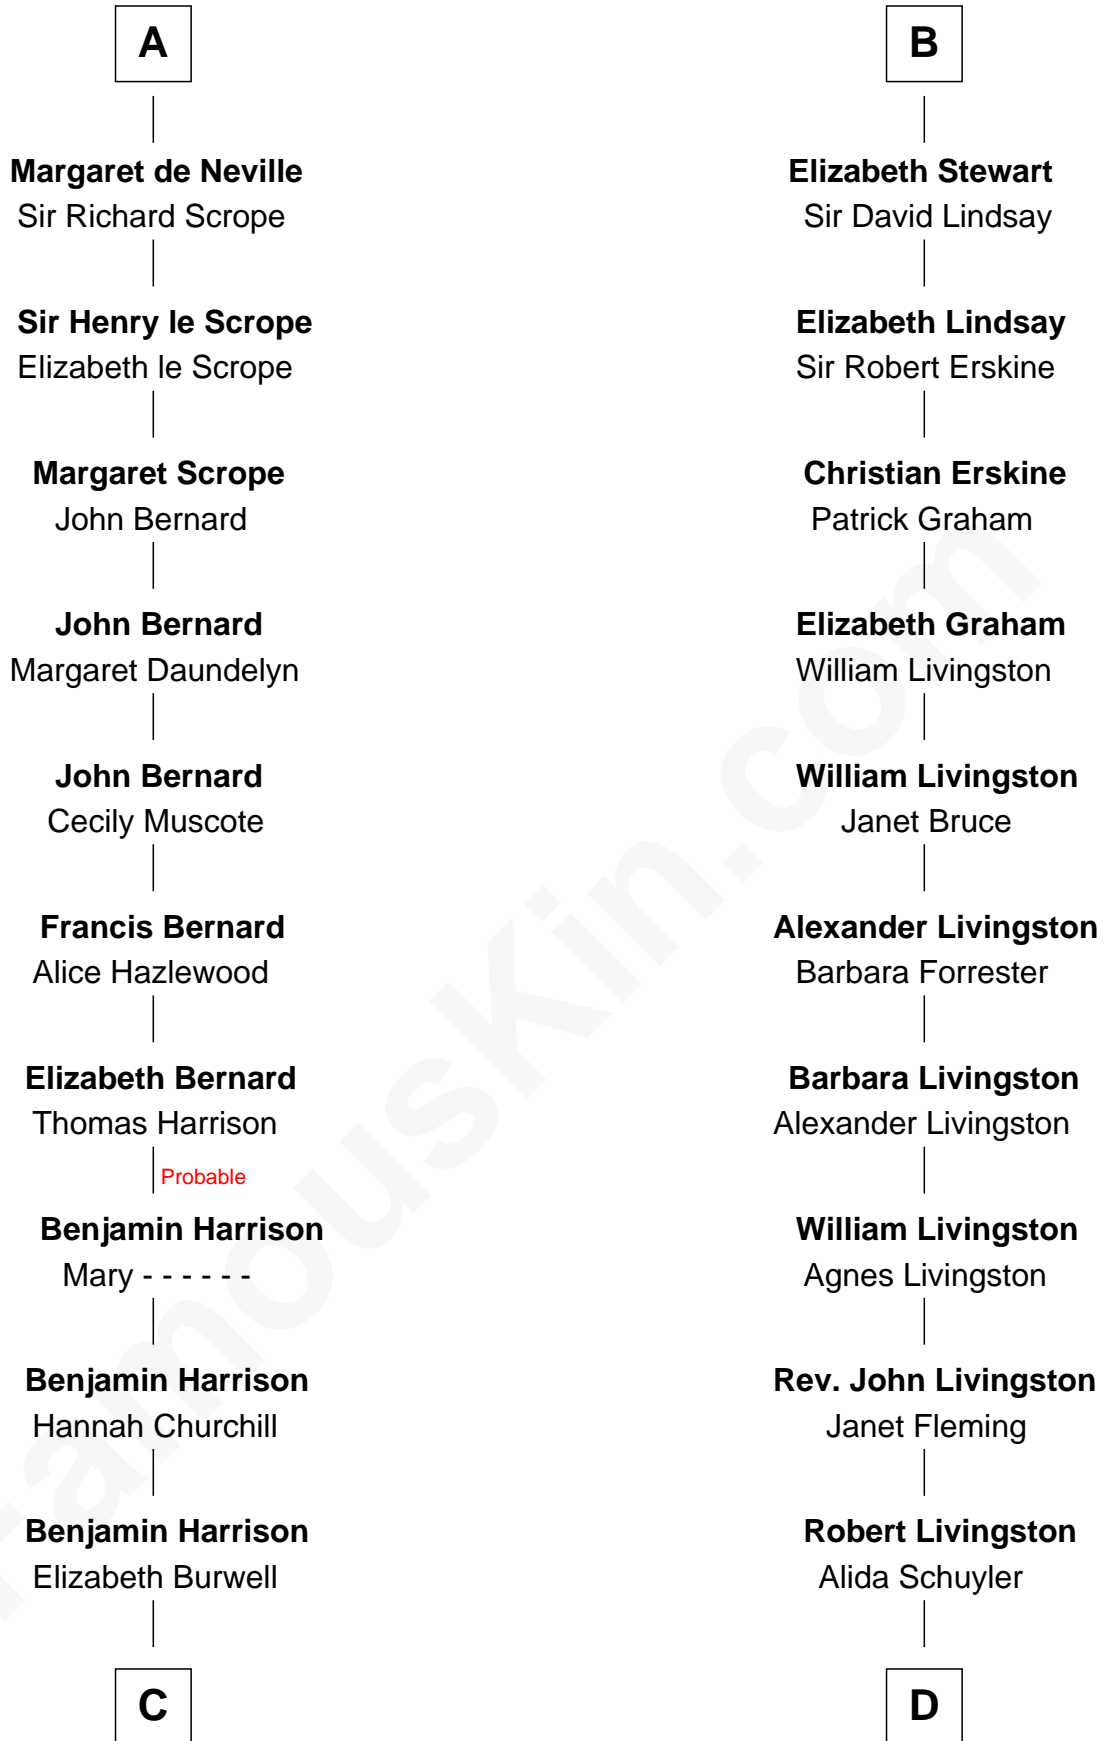 A
Margaret de Neville
Sir Richard Scrope
Sir Henry le Scrope
Elizabeth le Scrope
Margaret Scrope
John Bernard
John Bernard
Margaret Daundelyn
John Bernard
Cecily Muscote
Francis Bernard
Alice Hazlewood
Elizabeth Bernard
Thomas Harrison
Probable
Benjamin Harrison
Mary - - - - - -
Benjamin Harrison
Hannah Churchill
Benjamin Harrison
Elizabeth Burwell
C
B
Elizabeth Stewart
Sir David Lindsay
Elizabeth Lindsay
Sir Robert Erskine
Christian Erskine
Patrick Graham
Elizabeth Graham
William Livingston
William Livingston
Janet Bruce
Alexander Livingston
Barbara Forrester
Barbara Livingston
Alexander Livingston
William Livingston
Agnes Livingston
Rev. John Livingston
Janet Fleming
Robert Livingston
Alida Schuyler
D
FamousKin.com